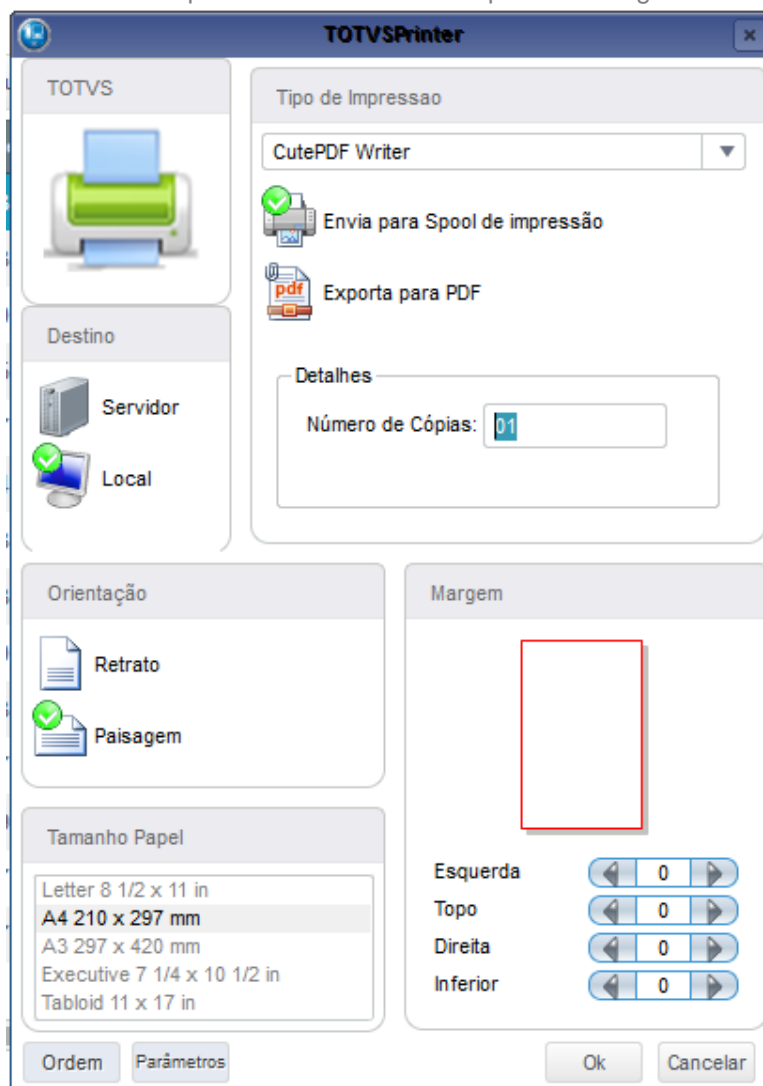 TOTVSPrinter
TOTVS
Tipo de Impressao
CutePDF Writer
Envia para Spool de impressão
pdf
Exporta para PDF
Destino
Servidor
Local
Detalhes
Número de Cópias: 01
Orientação
Retrato
Paisagem
Margem
Tamanho Papel
Letter 8 1/2 x 11 in
A4 210 x 297 mm
A3 297 x 420 mm
Executive 7 1/4 x 10 1/2 in
Tabloid 11 x 17 in
Esquerda 0
Topo 0
Direita 0
Inferior 0
Ordem Parâmetros Ok Cancelar